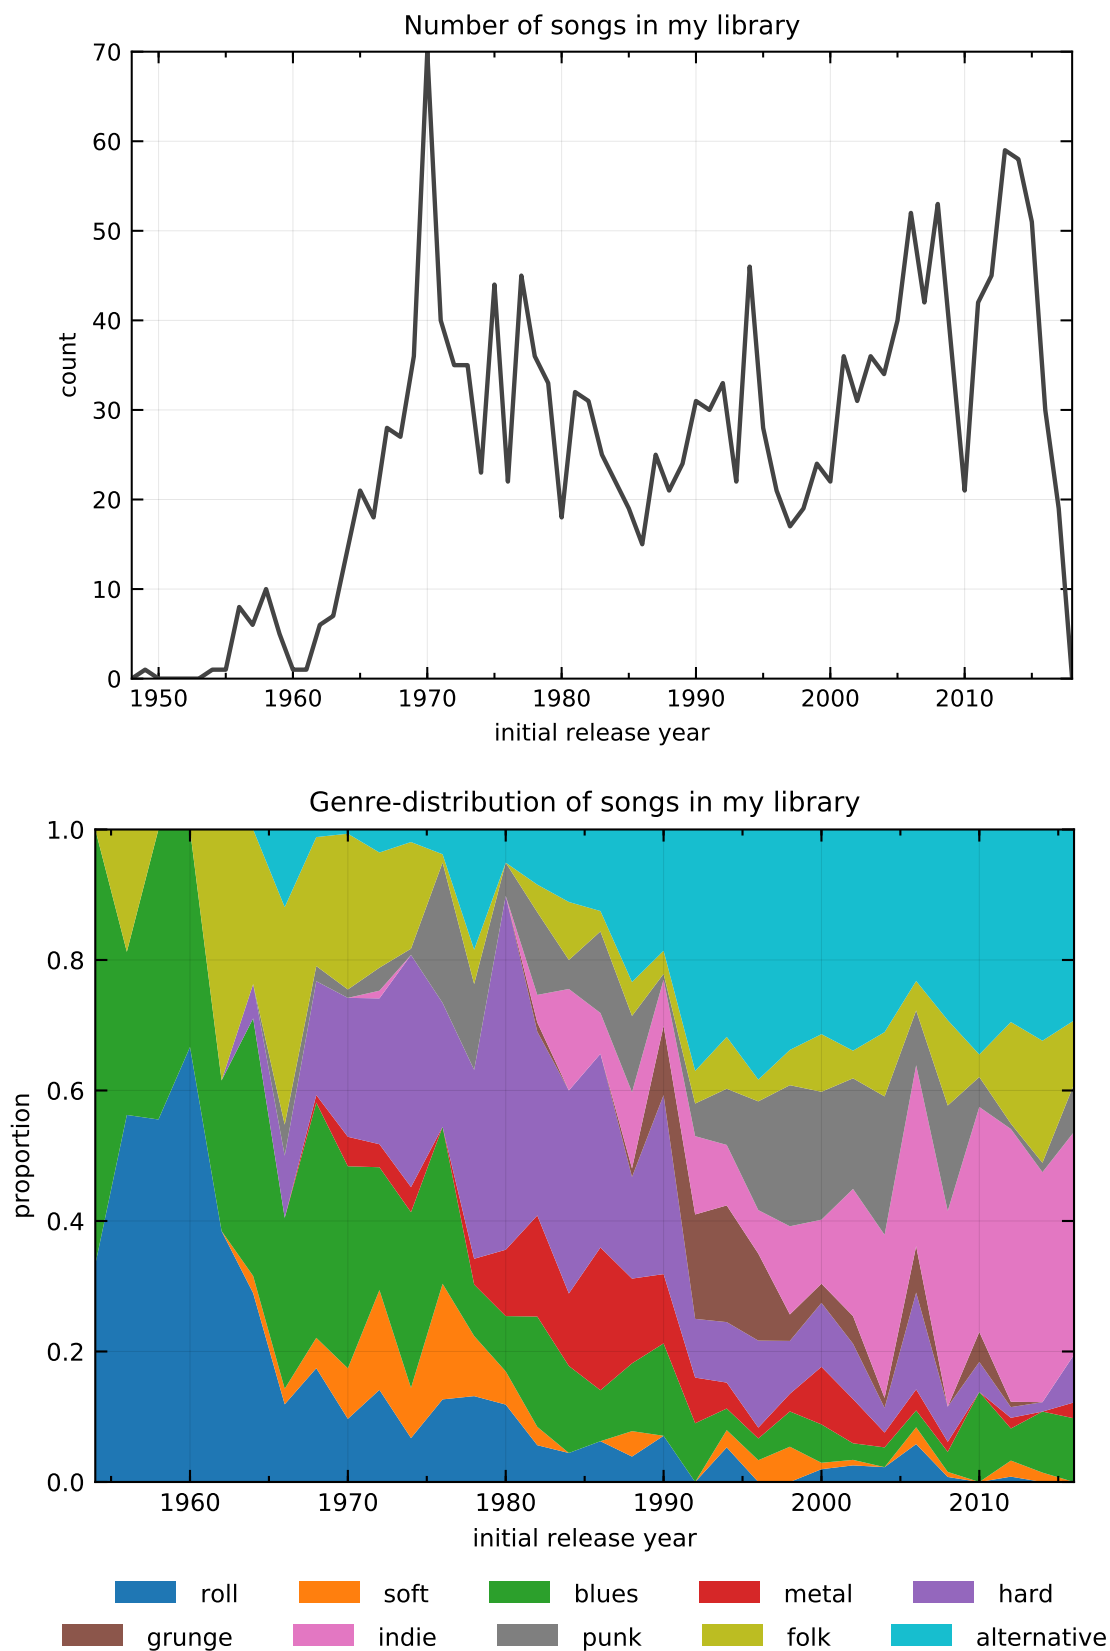 Number of songs in my library
70
60
50
40
30
20
10
0
count
1950 1960 1970 1980 1990 2000 2010
initial release year
Genre-distribution of songs in my library
1.0
0.8
0.6
0.4
0.2
0.0
proportion
1960 1970 1980 1990 2000 2010
initial release year
roll soft blues metal hard
grunge indie punk folk alternative